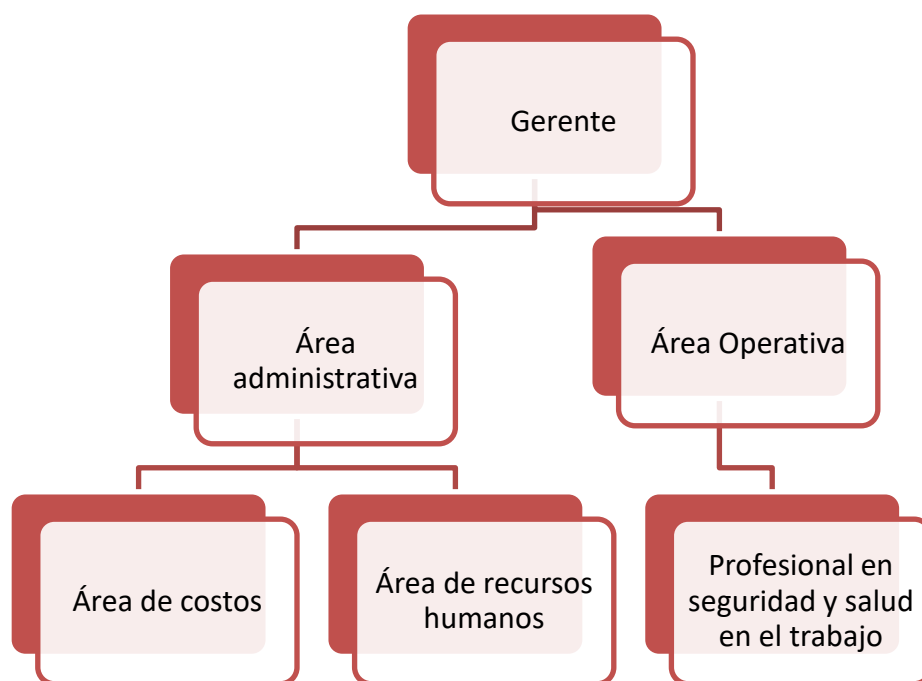 Gerente
Área
administrativa
Área Operativa
Área de costos
Área de recursos
humanos
Profesional en
seguridad y salud
en el trabajo